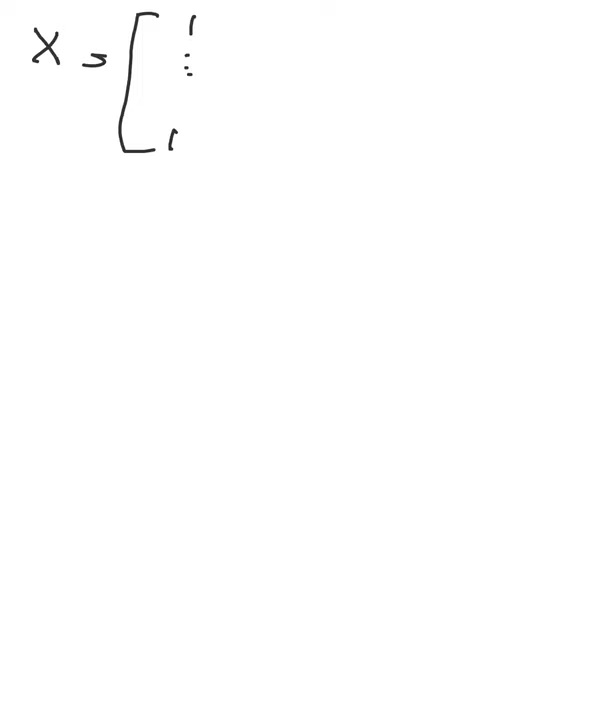 X = [ 1
⋮
1